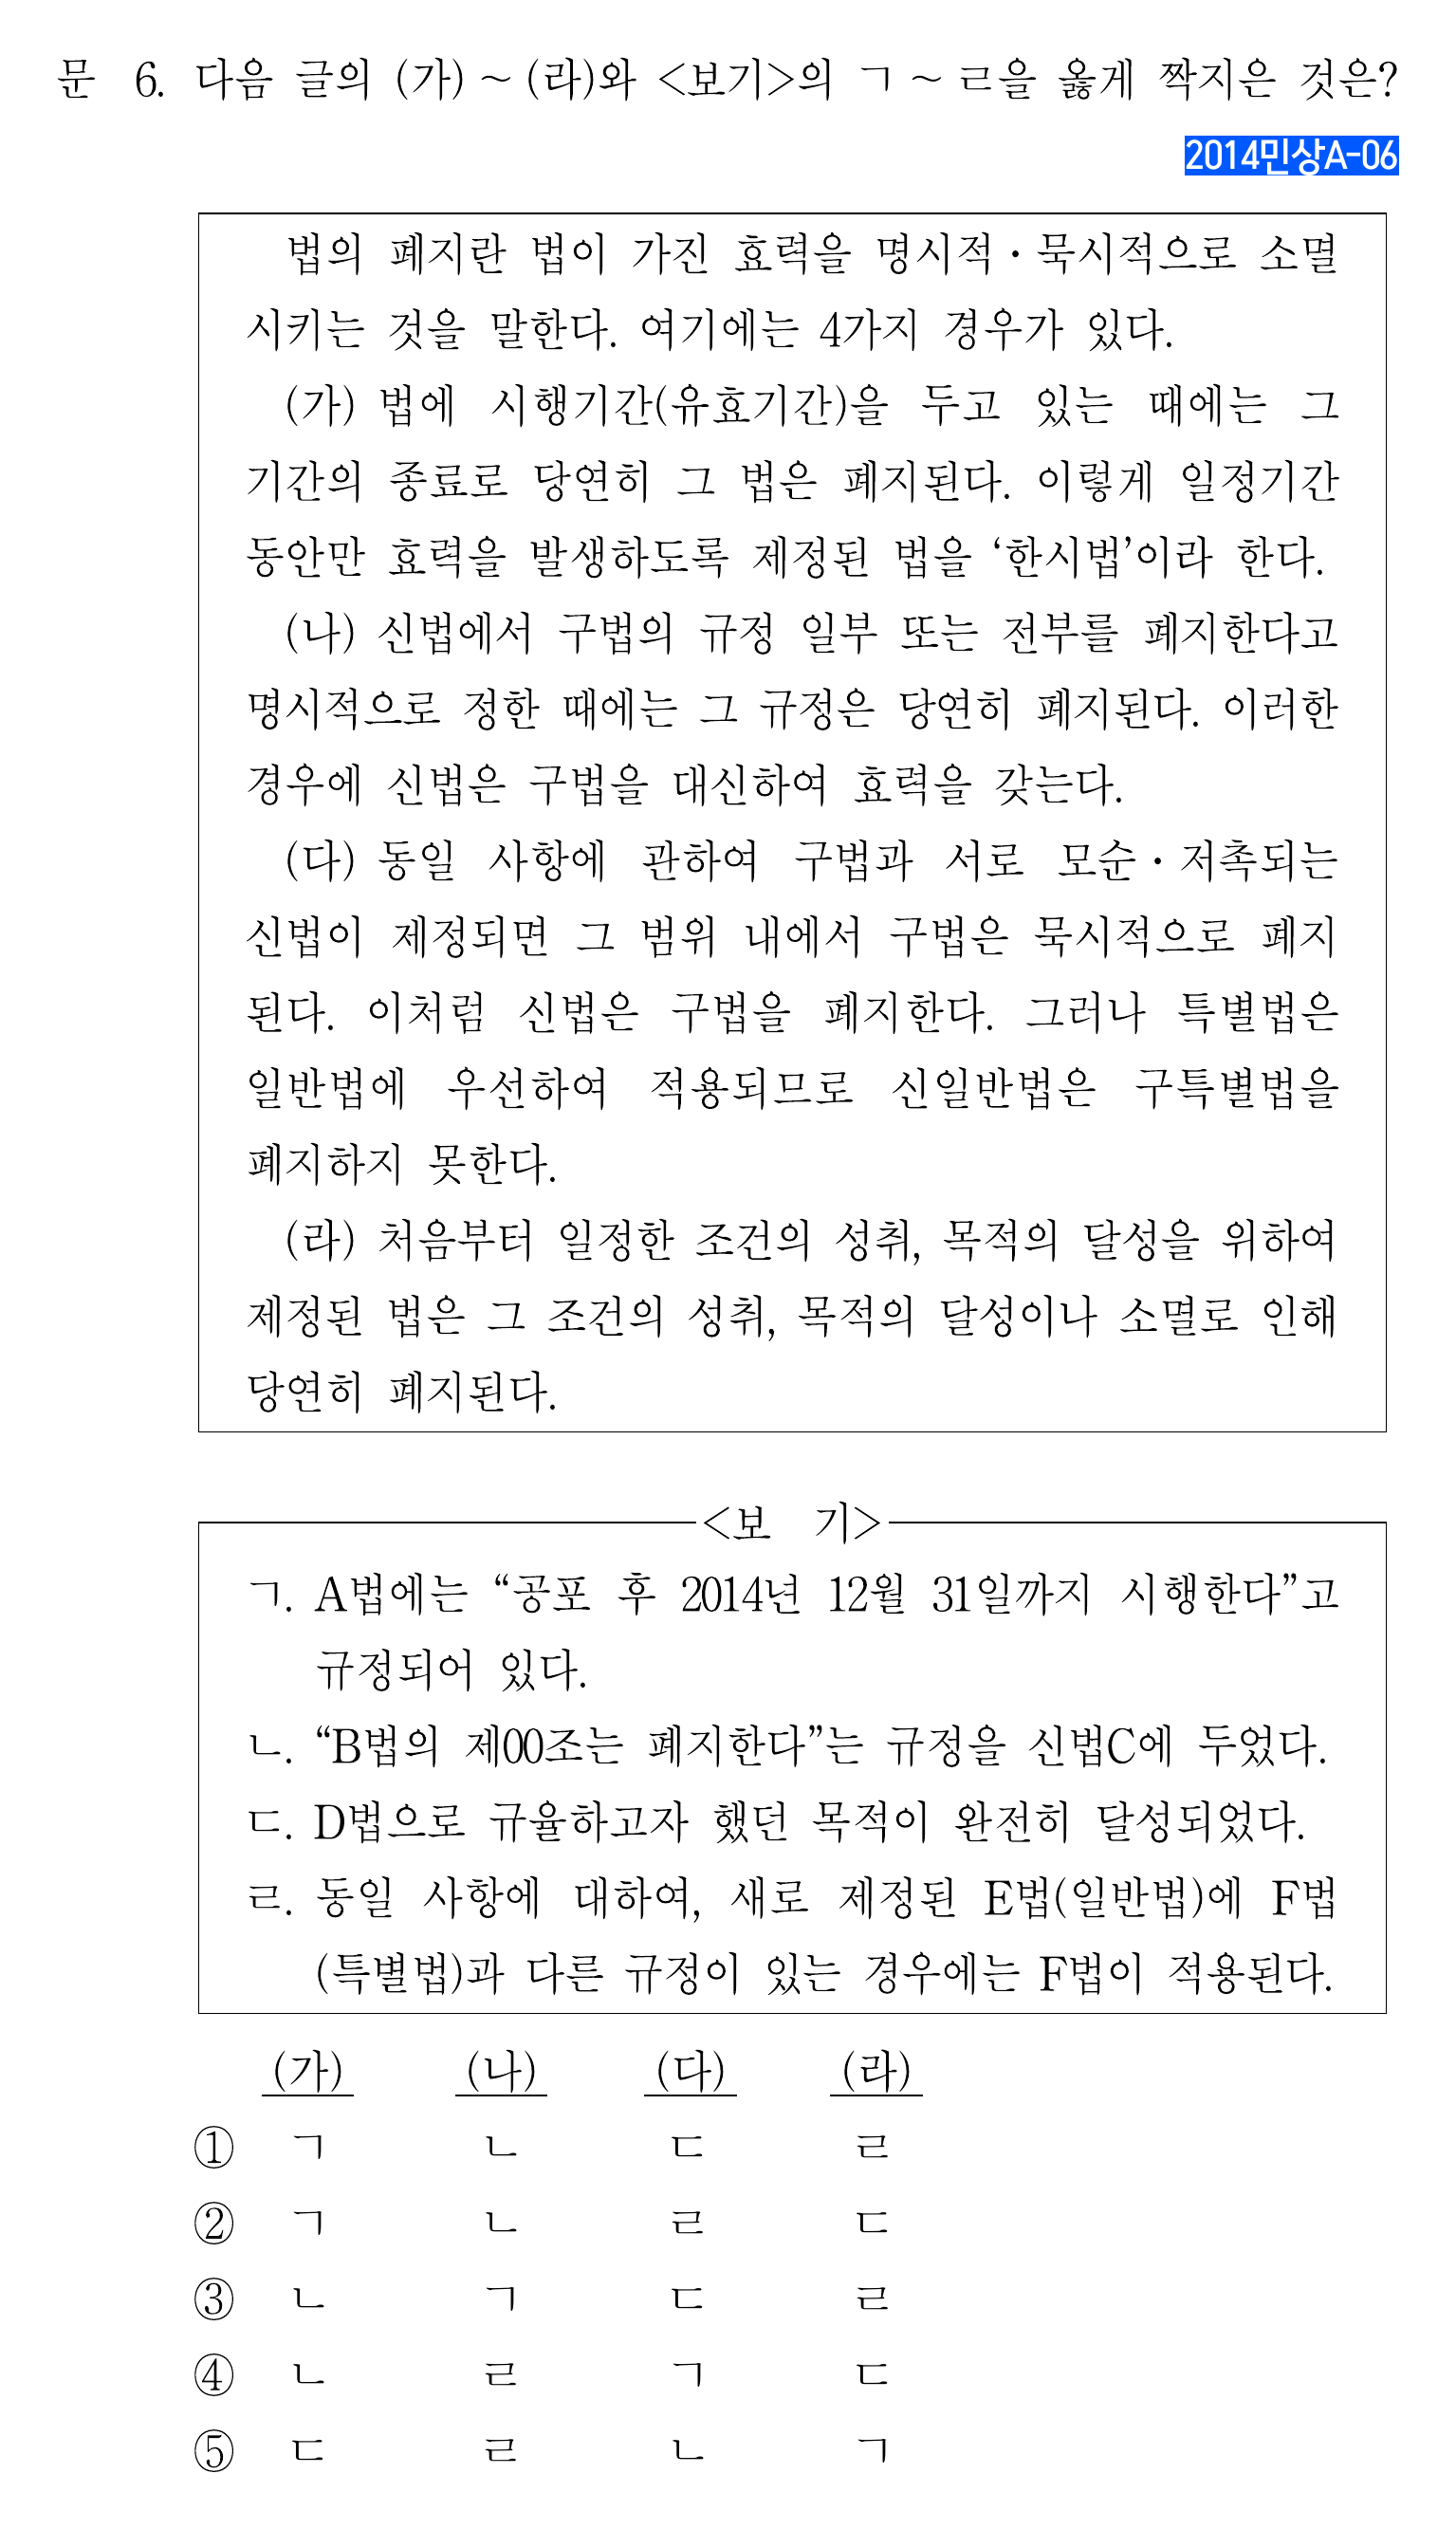 문 6. 다음 글의 (가) ~ (라)와 <보기>의 ㄱ ~ ㄹ을 옳게 짝지은 것은?
2014민상A-06
법의 폐지란 법이 가진 효력을 명시적·묵시적으로 소멸
시키는 것을 말한다. 여기에는 4가지 경우가 있다.
(가) 법에 시행기간(유효기간)을 두고 있는 때에는 그
기간의 종료로 당연히 그 법은 폐지된다. 이렇게 일정기간
동안만 효력을 발생하도록 제정된 법을 ‘한시법’이라 한다.
(나) 신법에서 구법의 규정 일부 또는 전부를 폐지한다고
명시적으로 정한 때에는 그 규정은 당연히 폐지된다. 이러한
경우에 신법은 구법을 대신하여 효력을 갖는다.
(다) 동일 사항에 관하여 구법과 서로 모순·저촉되는
신법이 제정되면 그 범위 내에서 구법은 묵시적으로 폐지
된다. 이처럼 신법은 구법을 폐지한다. 그러나 특별법은
일반법에 우선하여 적용되므로 신일반법은 구특별법을
폐지하지 못한다.
(라) 처음부터 일정한 조건의 성취, 목적의 달성을 위하여
제정된 법은 그 조건의 성취, 목적의 달성이나 소멸로 인해
당연히 폐지된다.
<보 기>
ㄱ. A법에는 “공포 후 2014년 12월 31일까지 시행한다”고
규정되어 있다.
ㄴ. “B법의 제00조는 폐지한다”는 규정을 신법C에 두었다.
ㄷ. D법으로 규율하고자 했던 목적이 완전히 달성되었다.
ㄹ. 동일 사항에 대하여, 새로 제정된 E법(일반법)에 F법
(특별법)과 다른 규정이 있는 경우에는 F법이 적용된다.
(가) (나) (다) (라)
① ㄱ ㄴ ㄷ ㄹ
② ㄱ ㄴ ㄹ ㄷ
③ ㄴ ㄱ ㄷ ㄹ
④ ㄴ ㄹ ㄱ ㄷ
⑤ ㄷ ㄹ ㄴ ㄱ